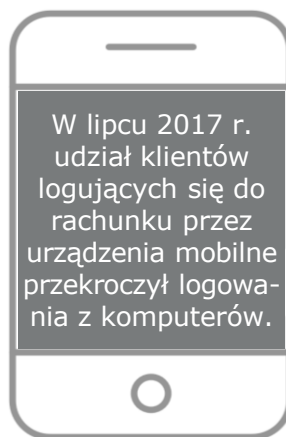 W lipcu 2017 r.
udział klientów
logujących się do
rachunku przez
urządzenia mobilne
przekroczył logowa-
nia z komputerów.